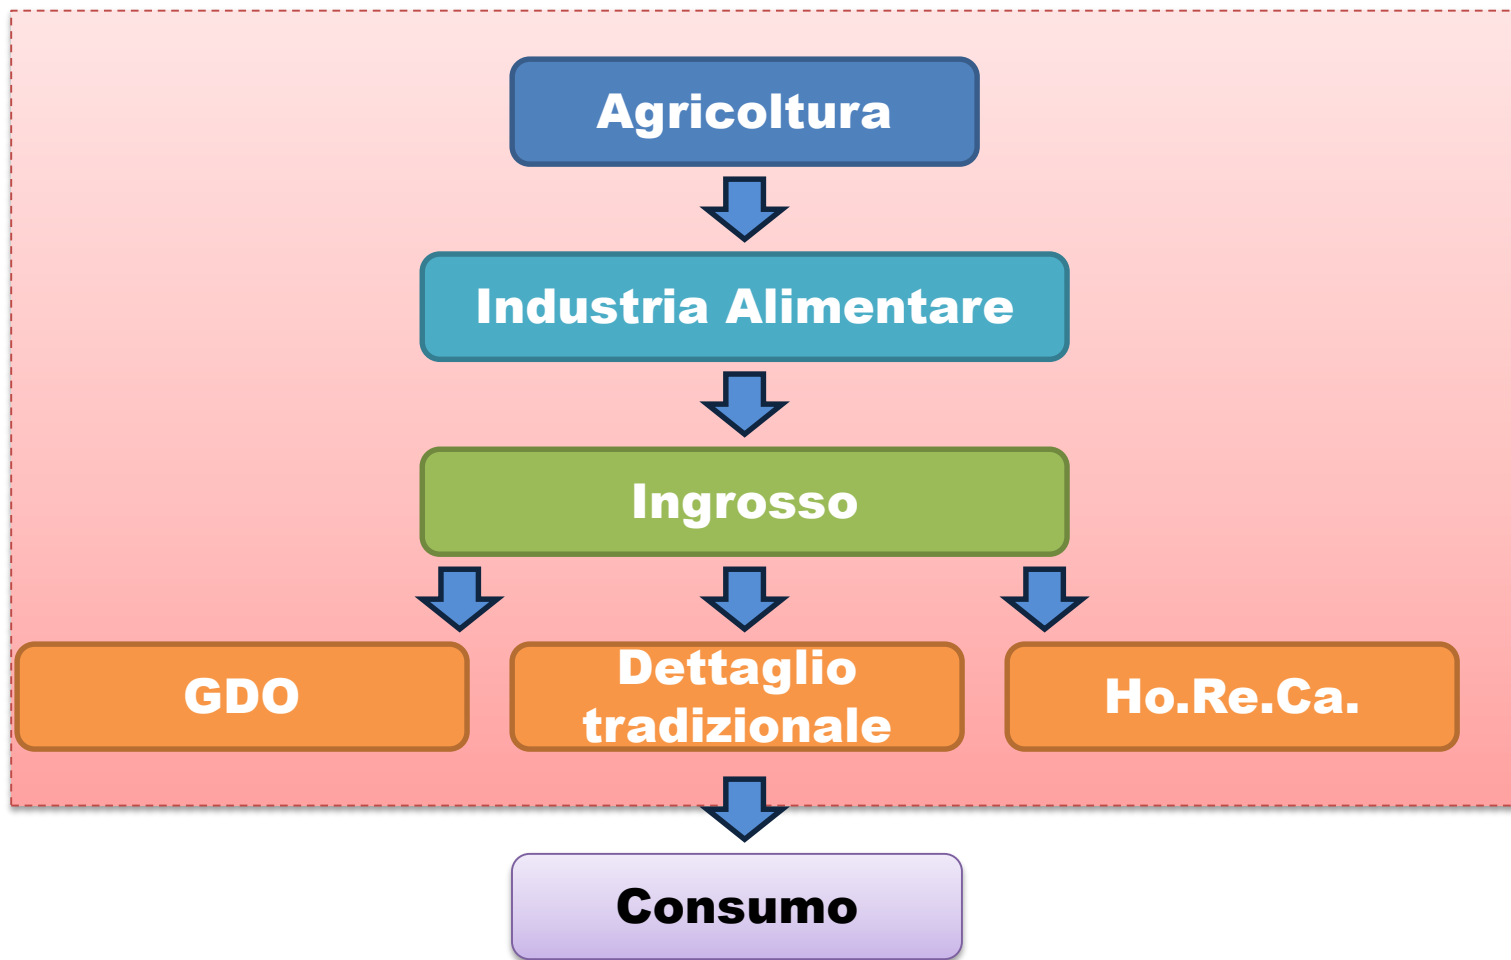 Agricoltura
Industria Alimentare
Ingrosso
GDO
Dettaglio
tradizionale
Ho.Re.Ca.
Consumo